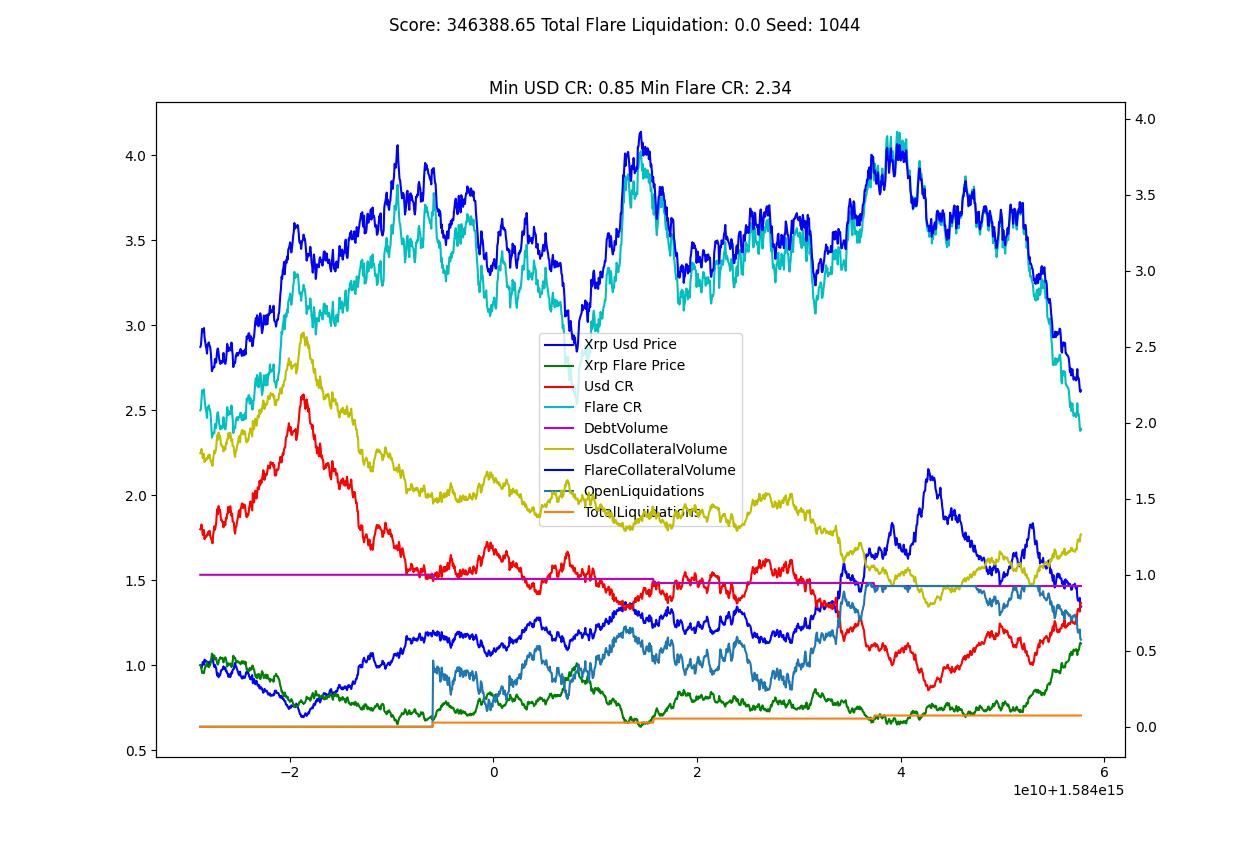 Score: 346388.65 Total Flare Liquidation: 0.0 Seed: 1044
Min USD CR: 0.85 Min Flare CR: 2.34
4.0
3.5
3.0
2.5
2.0
1.5
1.0
0.5
4.0
3.5
3.0
2.5
2.0
1.5
1.0
0.5
0.0
Xrp Usd Price
Xrp Flare Price
Usd CR
Flare CR
DebtVolume
UsdCollateralVolume
FlareCollateralVolume
OpenLiquidations
TotalLiquidations
−2 0 2 4 6
1e10+1.584e15